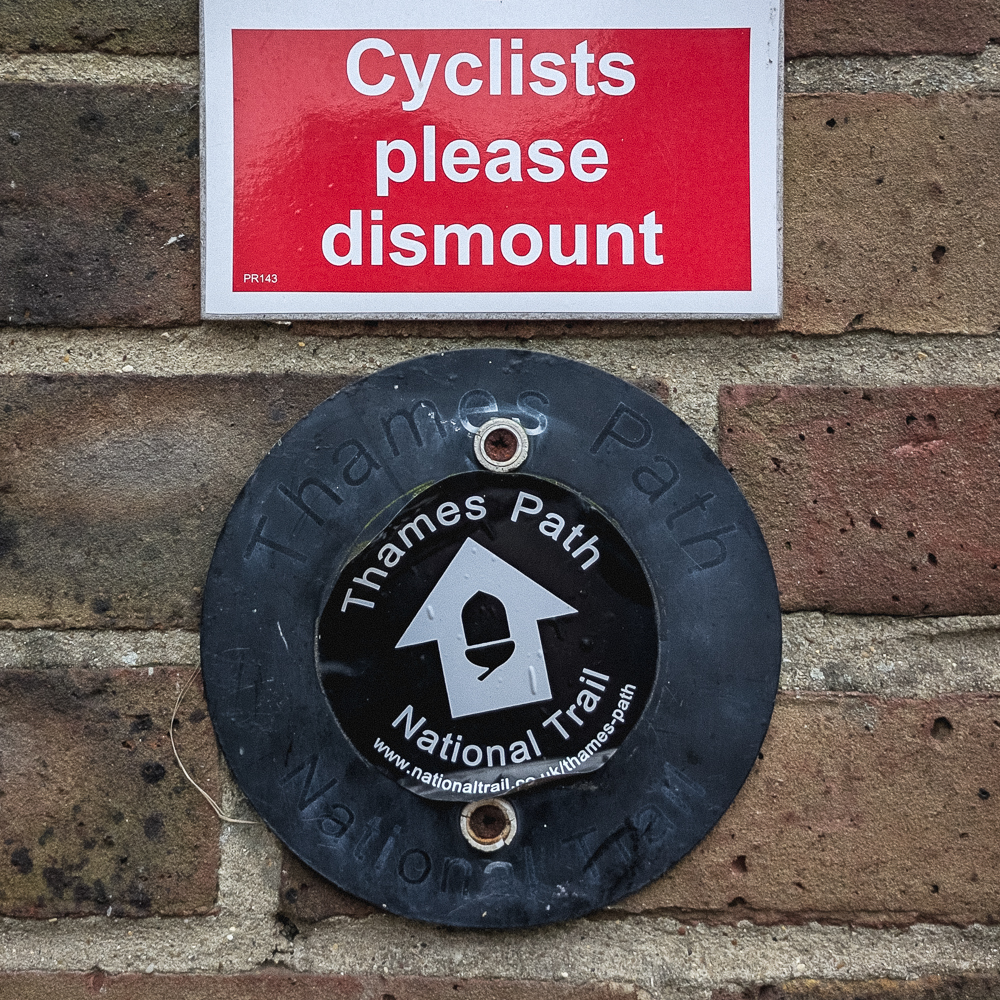 Cyclists
please
dismount
PR143
Thames Path
Thames Path
National Trail
www.nationaltrail.co.uk/thames-path
National Trail